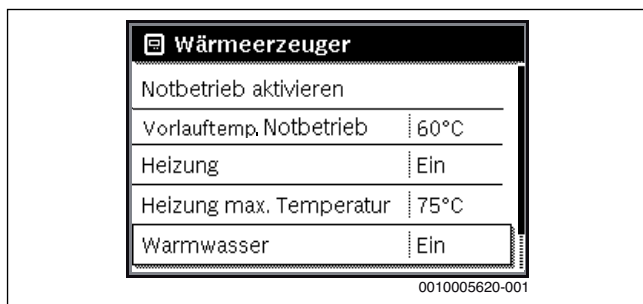 Wärmeerzeuger
Notbetrieb aktivieren
Vorlauftemp. Notbetrieb 60°C
Heizung Ein
Heizung max. Temperatur 75°C
Warmwasser Ein
0010005620-001